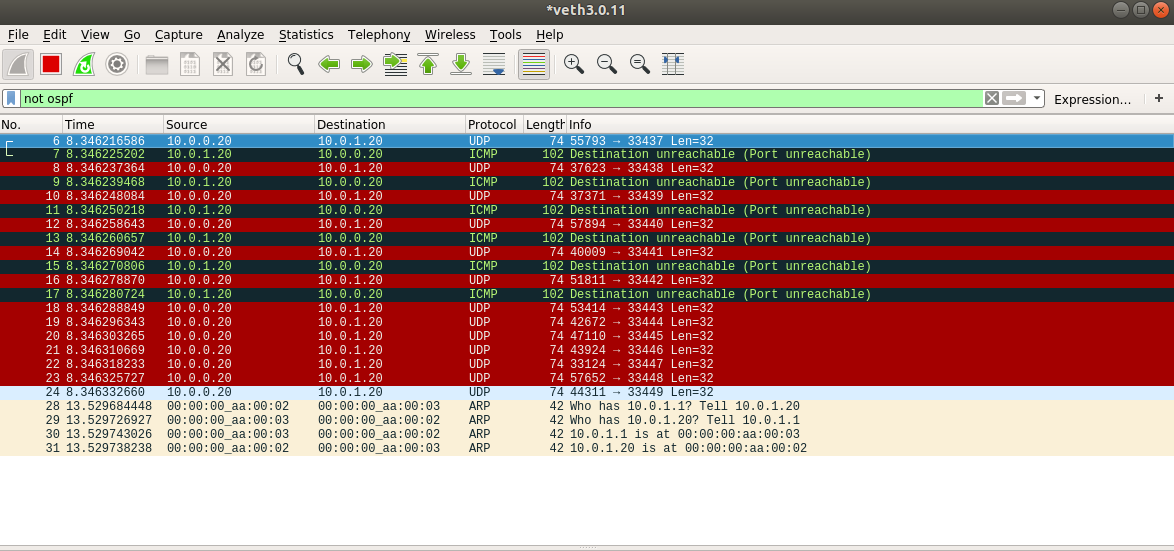 *veth3.0.11
File Edit View Go Capture Analyze Statistics Telephony Wireless Tools Help
not ospf Expression… +
No. Time Source Destination Protocol Length Info
6 8.346216586 10.0.0.20 10.0.1.20 UDP 74 55793 → 33437 Len=32
7 8.346225202 10.0.1.20 10.0.0.20 ICMP 102 Destination unreachable (Port unreachable)
8 8.346237364 10.0.0.20 10.0.1.20 UDP 74 37623 → 33438 Len=32
9 8.346239468 10.0.1.20 10.0.0.20 ICMP 102 Destination unreachable (Port unreachable)
10 8.346248084 10.0.0.20 10.0.1.20 UDP 74 37371 → 33439 Len=32
11 8.346250218 10.0.1.20 10.0.0.20 ICMP 102 Destination unreachable (Port unreachable)
12 8.346258643 10.0.0.20 10.0.1.20 UDP 74 57894 → 33440 Len=32
13 8.346260657 10.0.1.20 10.0.0.20 ICMP 102 Destination unreachable (Port unreachable)
14 8.346269042 10.0.0.20 10.0.1.20 UDP 74 40009 → 33441 Len=32
15 8.346270806 10.0.1.20 10.0.0.20 ICMP 102 Destination unreachable (Port unreachable)
16 8.346278870 10.0.0.20 10.0.1.20 UDP 74 51811 → 33442 Len=32
17 8.346280724 10.0.1.20 10.0.0.20 ICMP 102 Destination unreachable (Port unreachable)
18 8.346288849 10.0.0.20 10.0.1.20 UDP 74 53414 → 33443 Len=32
19 8.346296343 10.0.0.20 10.0.1.20 UDP 74 42672 → 33444 Len=32
20 8.346303265 10.0.0.20 10.0.1.20 UDP 74 47110 → 33445 Len=32
21 8.346310669 10.0.0.20 10.0.1.20 UDP 74 43924 → 33446 Len=32
22 8.346318233 10.0.0.20 10.0.1.20 UDP 74 33124 → 33447 Len=32
23 8.346325727 10.0.0.20 10.0.1.20 UDP 74 57652 → 33448 Len=32
24 8.346332660 10.0.0.20 10.0.1.20 UDP 74 44311 → 33449 Len=32
28 13.529684448 00:00:00_aa:00:02 00:00:00_aa:00:03 ARP 42 Who has 10.0.1.1? Tell 10.0.1.20
29 13.529726927 00:00:00_aa:00:03 00:00:00_aa:00:02 ARP 42 Who has 10.0.1.20? Tell 10.0.1.1
30 13.529743026 00:00:00_aa:00:03 00:00:00_aa:00:02 ARP 42 10.0.1.1 is at 00:00:00:aa:00:03
31 13.529738238 00:00:00_aa:00:02 00:00:00_aa:00:03 ARP 42 10.0.1.20 is at 00:00:00:aa:00:02